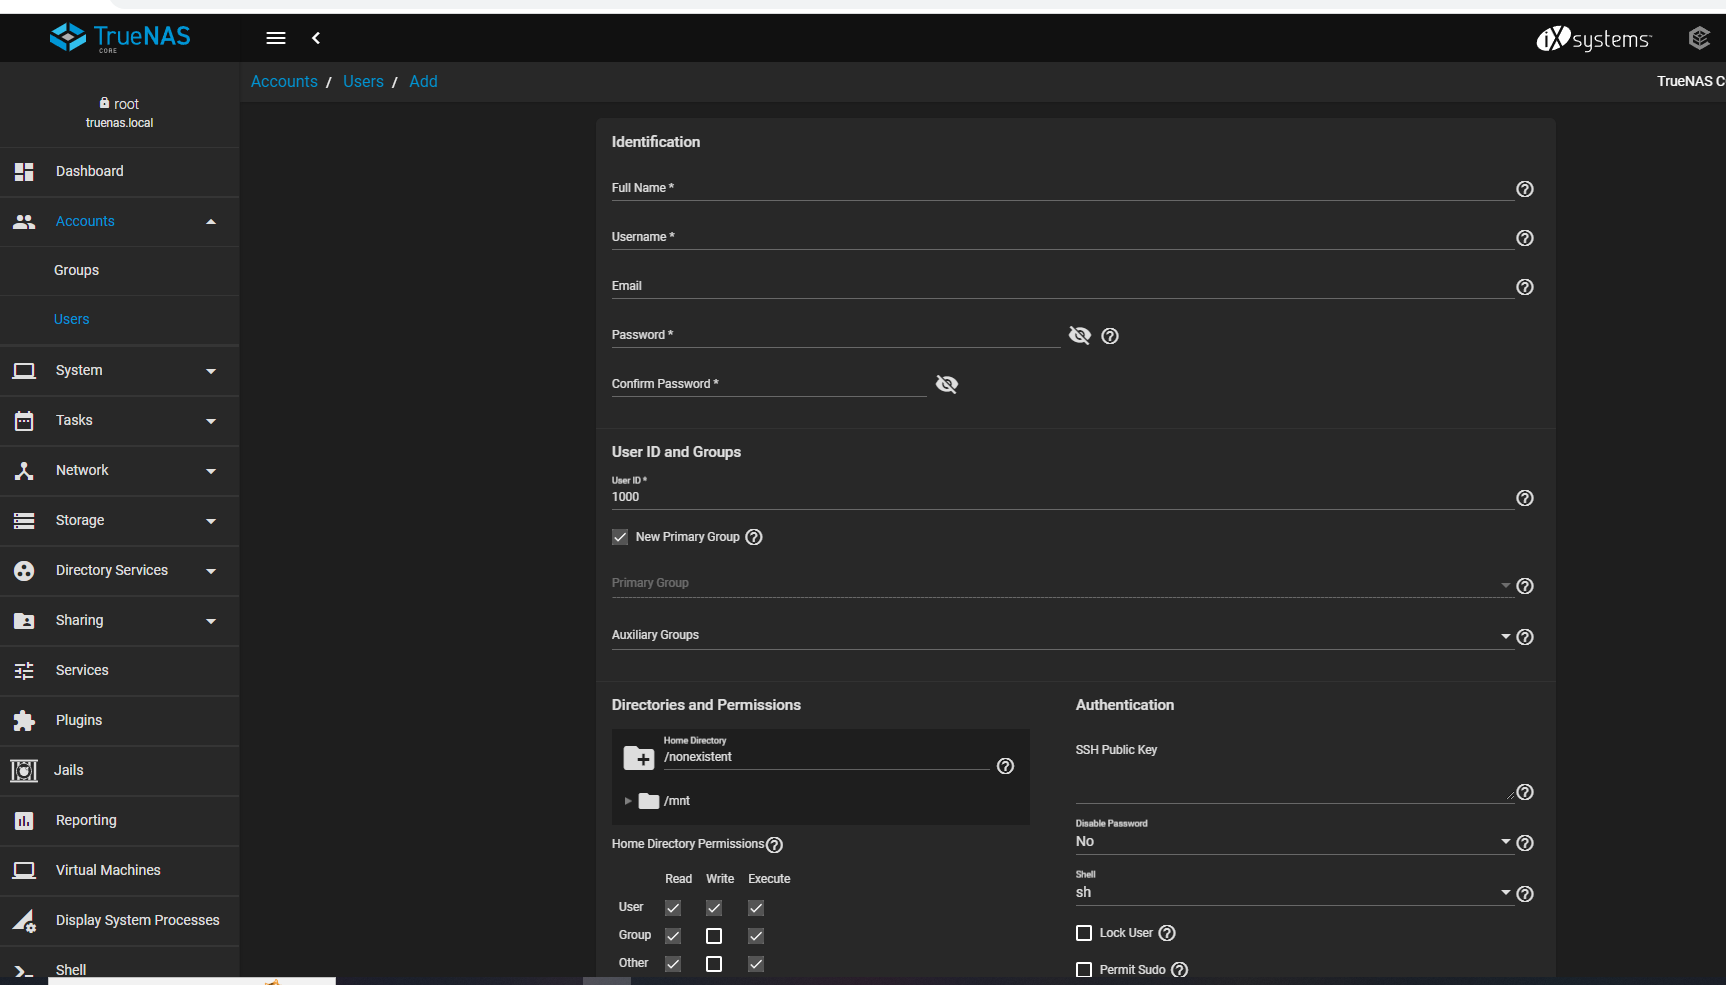 TrueNAS
CORE
iXsystems™
Accounts / Users / Add
TrueNAS C
root
truenas.local
Dashboard
Accounts
Groups
Users
System
Tasks
Network
Storage
Directory Services
Sharing
Services
Plugins
Jails
Reporting
Virtual Machines
Display System Processes
Shell
Identification
Full Name *
Username *
Email
Password *
Confirm Password *
User ID and Groups
User ID *
1000
New Primary Group
Primary Group
Auxiliary Groups
Directories and Permissions
Home Directory
/nonexistent
/mnt
Home Directory Permissions
Read Write Execute
User
Group
Other
Authentication
SSH Public Key
Disable Password
No
Shell
sh
Lock User
Permit Sudo